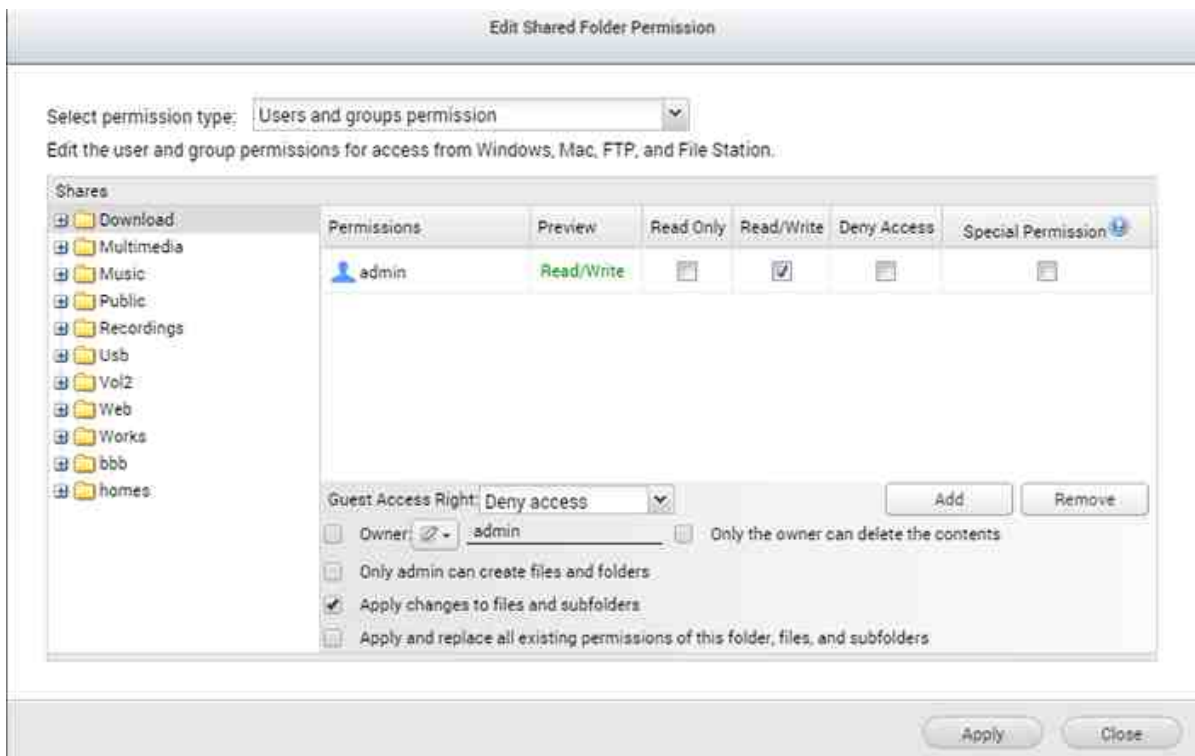 Edit Shared Folder Permission
Select permission type: Users and groups permission
Edit the user and group permissions for access from Windows, Mac, FTP, and File Station.
Shares
Download
Multimedia
Music
Public
Recordings
Usb
Vol2
Web
Works
bbb
homes
Permissions Preview Read Only Read/Write Deny Access Special Permission
admin Read/Write
Guest Access Right: Deny access Add Remove
Owner: admin Only the owner can delete the contents
Only admin can create files and folders
Apply changes to files and subfolders
Apply and replace all existing permissions of this folder, files, and subfolders
Apply Close